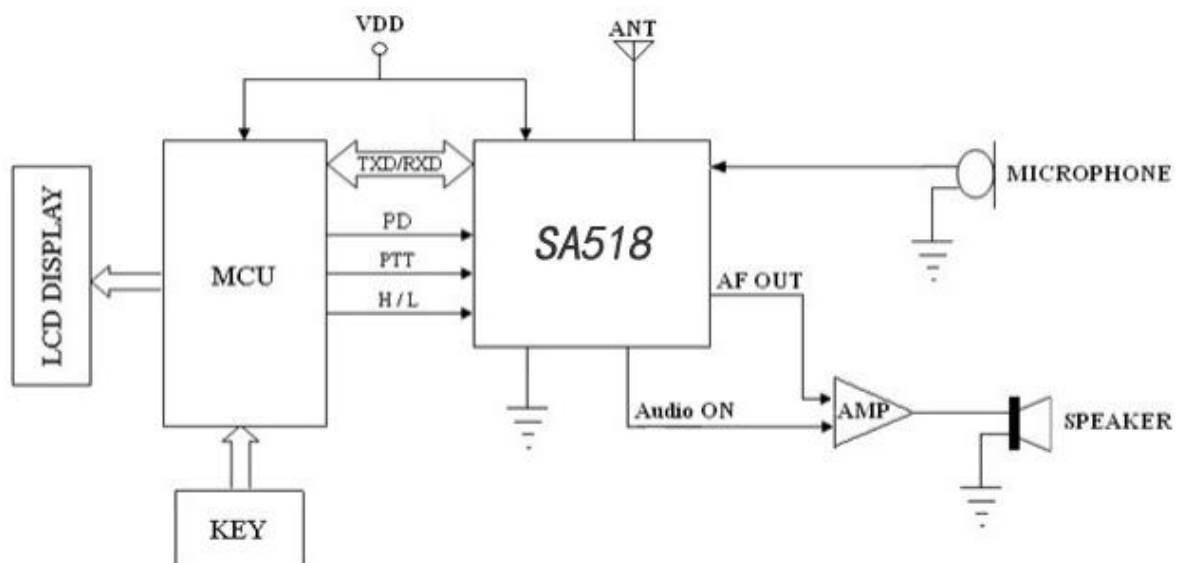 VDD
ANT
TXD/RXD
MICROPHONE
LCD DISPLAY
PD
SA518
MCU
PTT
AF OUT
H / L
Audio ON
AMP
SPEAKER
KEY